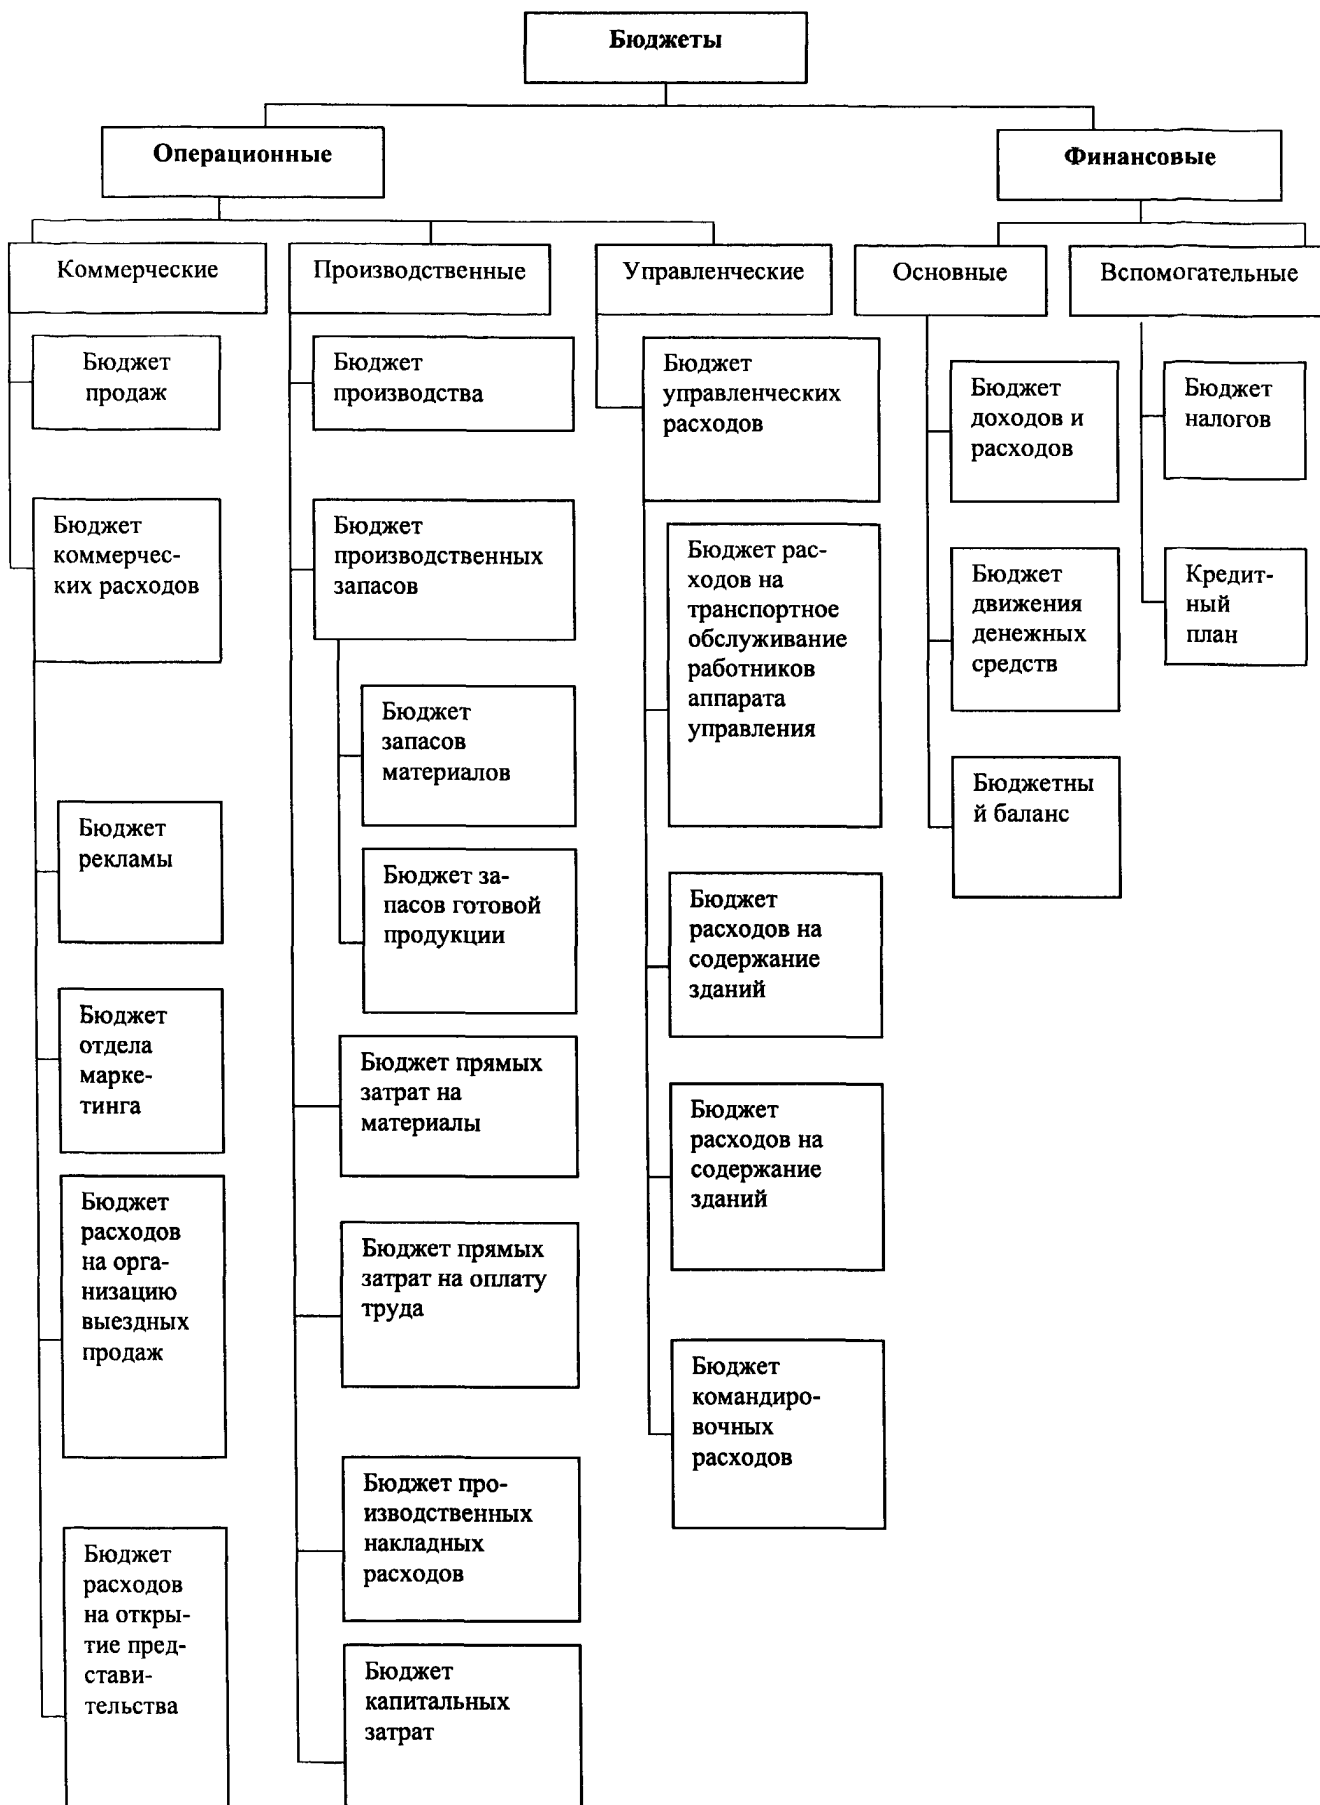 Бюджеты
Операционные
Финансовые
Коммерческие
Производственные
Управленческие
Основные
Вспомогательные
Бюджет
продаж
Бюджет
коммерчес-
ких расходов
Бюджет
рекламы
Бюджет
отдела
марке-
тинга
Бюджет
расходов
на орга-
низацию
выездных
продаж
Бюджет
расходов
на откры-
тие пред-
стави-
тельства
Бюджет
производства
Бюджет
производственных
запасов
Бюджет
запасов
материалов
Бюджет за-
пасов готовой
продукции
Бюджет прямых
затрат на
материалы
Бюджет прямых
затрат на оплату
труда
Бюджет про-
изводственных
накладных
расходов
Бюджет
капитальных
затрат
Бюджет
управленческих
расходов
Бюджет рас-
ходов на
транспортное
обслуживание
работников
аппарата
управления
Бюджет
расходов на
содержание
зданий
Бюджет
расходов на
содержание
зданий
Бюджет
командиро-
вочных
расходов
Бюджет
доходов и
расходов
Бюджет
движения
денежных
средств
Бюджетны
й баланс
Бюджет
налогов
Кредит-
ный
план